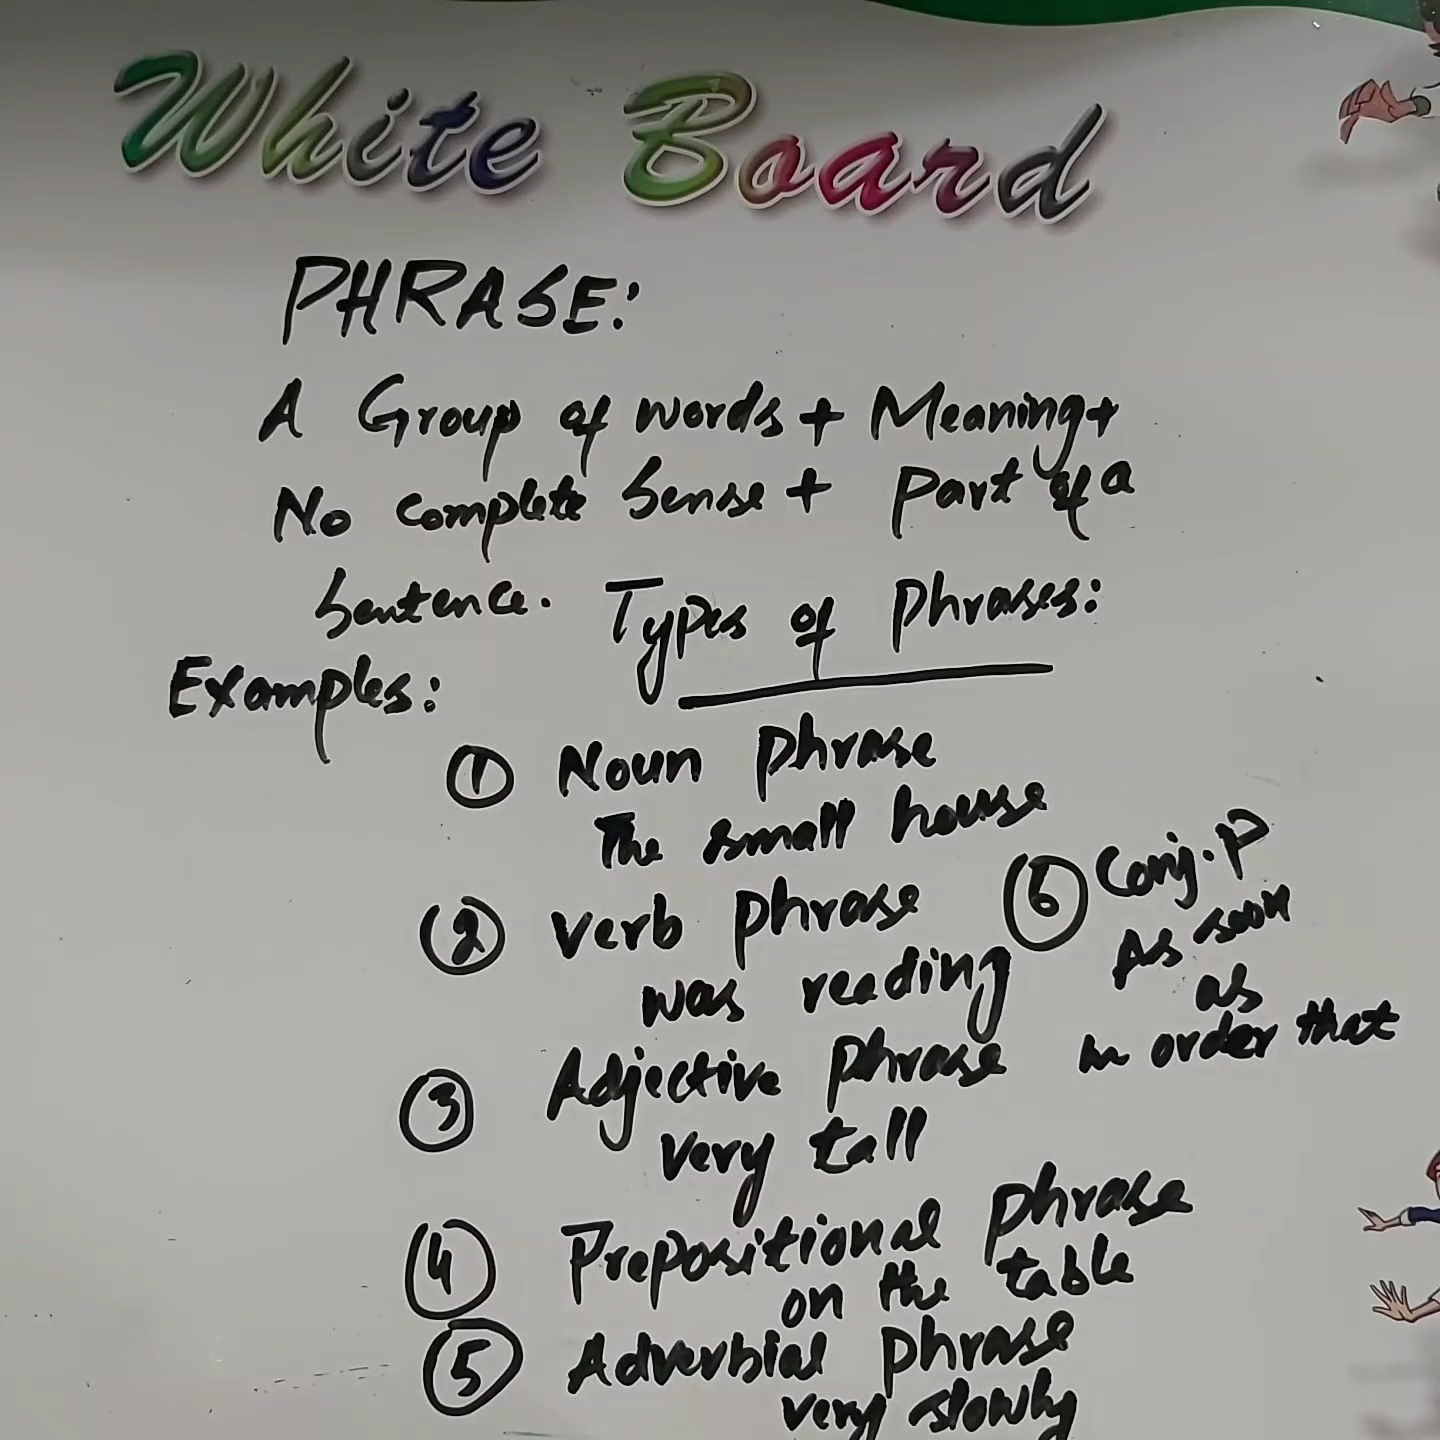 White Board
PHRASE:
A Group of words + Meaning +
No complete sense + part of a
sentence. Types of phrases:
Examples:
① Noun phrase
The small house
② verb phrase
was reading
③ Adjective phrase
very tall
④ Prepositional phrase
on the table
⑤ Adverbial phrase
very slowly
⑥ Conj. P
As soon
as
in order that